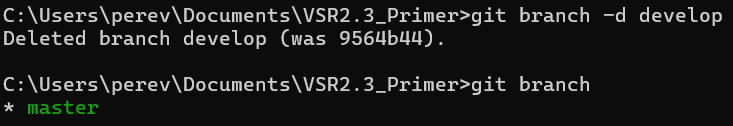 C:\Users\perev\Documents\VSR2.3_Primer>git branch -d develop
Deleted branch develop (was 9564b44).
C:\Users\perev\Documents\VSR2.3_Primer>git branch
* master